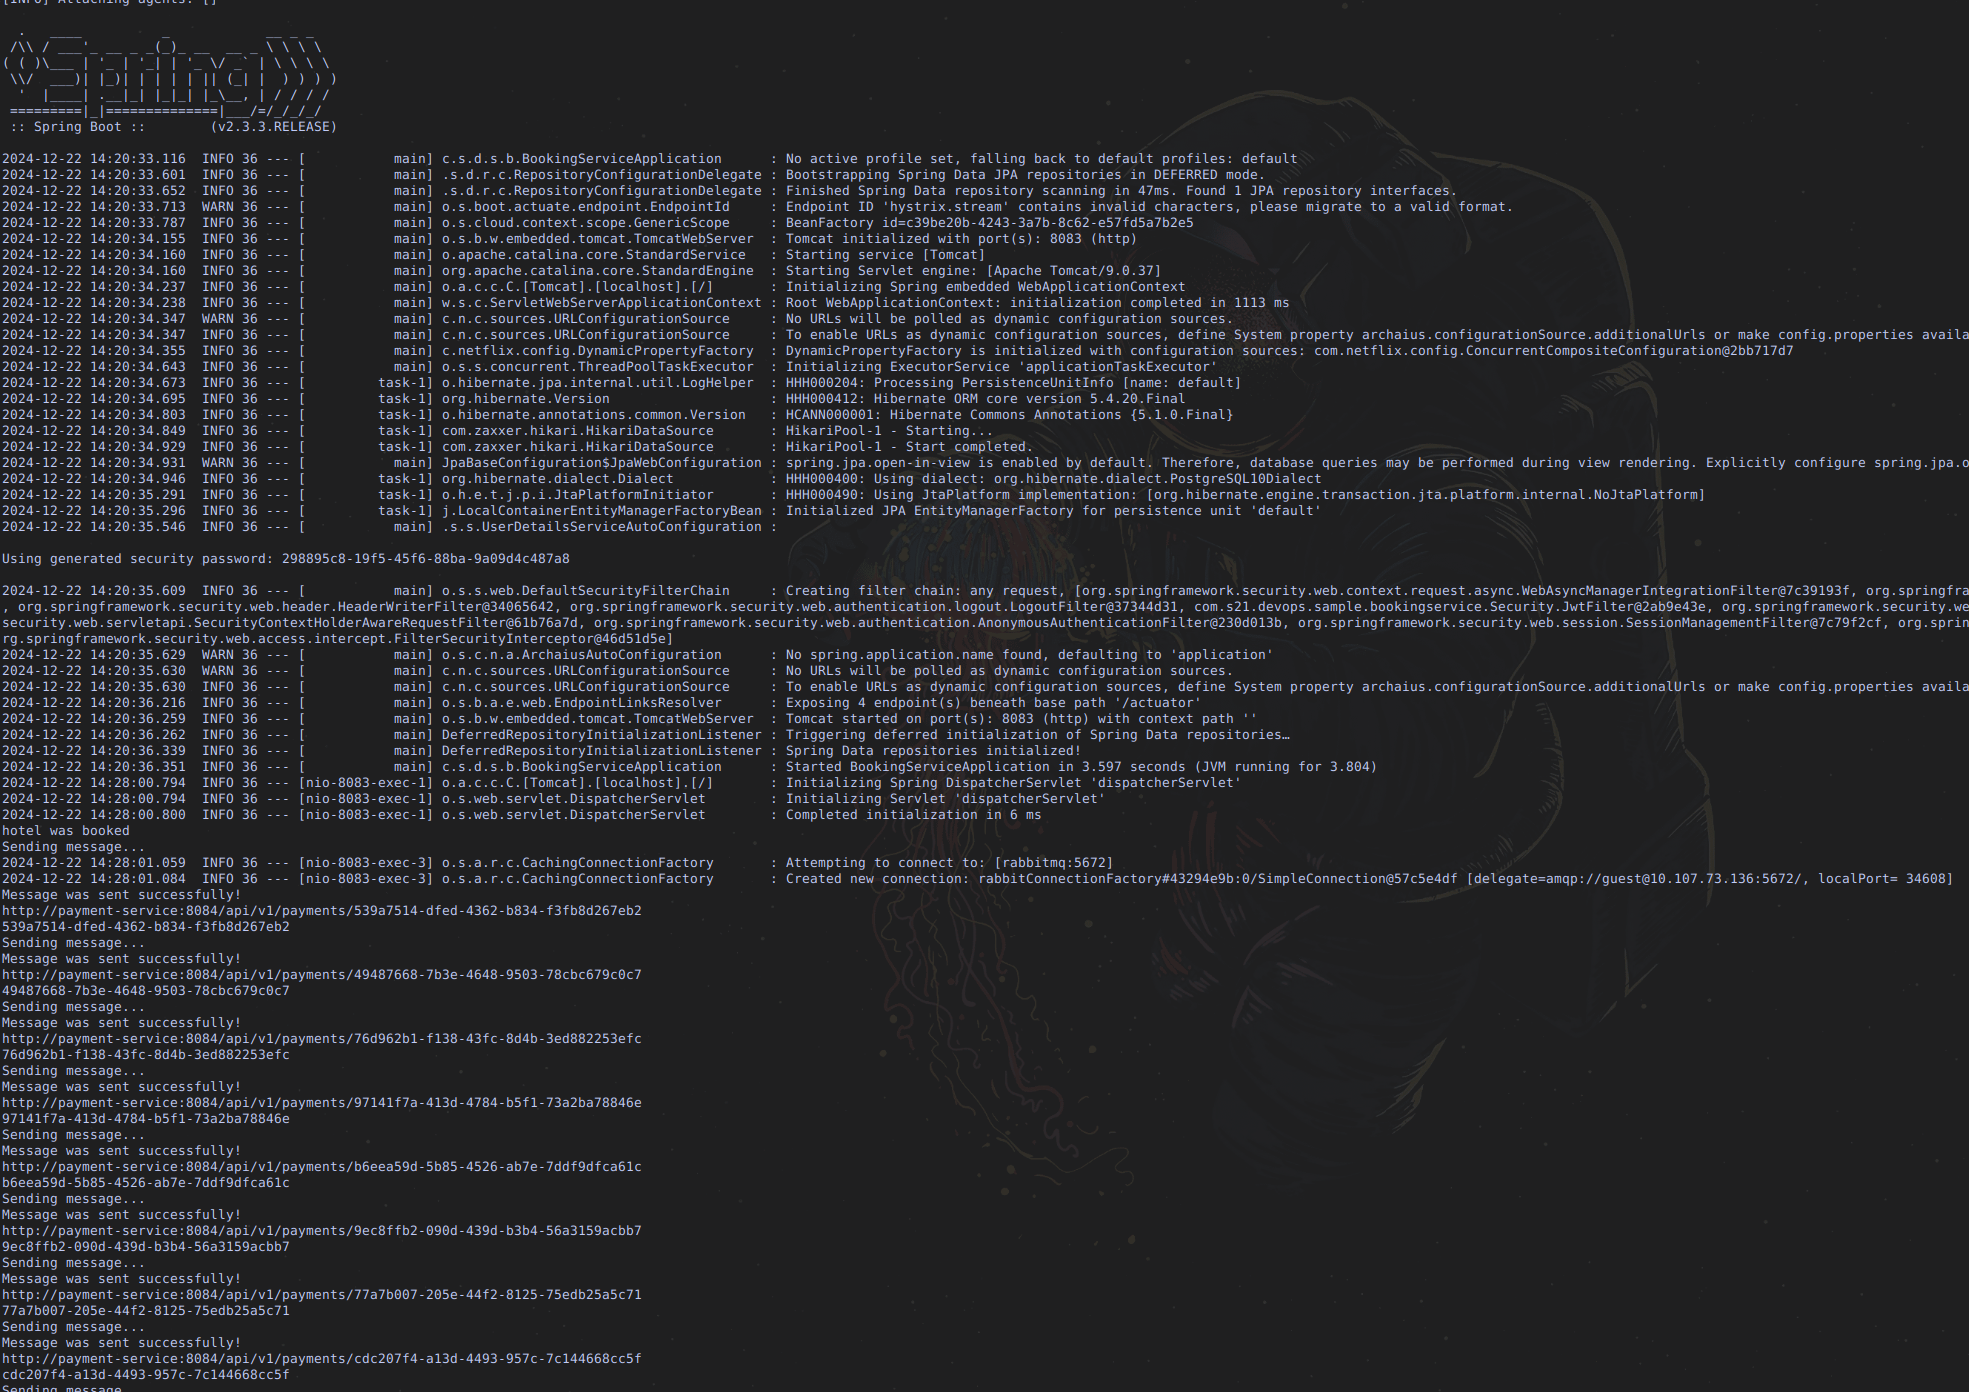 [INFO] Attaching agents: []
  .   ____          _            __ _ _
 /\\ / ___'_ __ _ _(_)_ __  __ _ \ \ \ \
( ( )\___ | '_ | '_| | '_ \/ _` | \ \ \ \
 \\/  ___)| |_)| | | | | || (_| |  ) ) ) )
  '  |____| .__|_| |_|_| |_\__, | / / / /
 =========|_|==============|___/=/_/_/_/
 :: Spring Boot ::        (v2.3.3.RELEASE)
2024-12-22 14:20:33.116  INFO 36 --- [           main] c.s.d.s.b.BookingServiceApplication      : No active profile set, falling back to default profiles: default
2024-12-22 14:20:33.601  INFO 36 --- [           main] .s.d.r.c.RepositoryConfigurationDelegate : Bootstrapping Spring Data JPA repositories in DEFERRED mode.
2024-12-22 14:20:33.652  INFO 36 --- [           main] .s.d.r.c.RepositoryConfigurationDelegate : Finished Spring Data repository scanning in 47ms. Found 1 JPA repository interfaces.
2024-12-22 14:20:33.713  WARN 36 --- [           main] o.s.boot.actuate.endpoint.EndpointId     : Endpoint ID 'hystrix.stream' contains invalid characters, please migrate to a valid format.
2024-12-22 14:20:33.787  INFO 36 --- [           main] o.s.cloud.context.scope.GenericScope     : BeanFactory id=c39be20b-4243-3a7b-8c62-e57fd5a7b2e5
2024-12-22 14:20:34.155  INFO 36 --- [           main] o.s.b.w.embedded.tomcat.TomcatWebServer  : Tomcat initialized with port(s): 8083 (http)
2024-12-22 14:20:34.160  INFO 36 --- [           main] o.apache.catalina.core.StandardService   : Starting service [Tomcat]
2024-12-22 14:20:34.160  INFO 36 --- [           main] org.apache.catalina.core.StandardEngine  : Starting Servlet engine: [Apache Tomcat/9.0.37]
2024-12-22 14:20:34.237  INFO 36 --- [           main] o.a.c.c.C.[Tomcat].[localhost].[/]       : Initializing Spring embedded WebApplicationContext
2024-12-22 14:20:34.238  INFO 36 --- [           main] w.s.c.ServletWebServerApplicationContext : Root WebApplicationContext: initialization completed in 1113 ms
2024-12-22 14:20:34.347  WARN 36 --- [           main] c.n.c.sources.URLConfigurationSource     : No URLs will be polled as dynamic configuration sources.
2024-12-22 14:20:34.347  INFO 36 --- [           main] c.n.c.sources.URLConfigurationSource     : To enable URLs as dynamic configuration sources, define System property archaius.configurationSource.additionalUrls or make config.properties availa
2024-12-22 14:20:34.355  INFO 36 --- [           main] c.netflix.config.DynamicPropertyFactory  : DynamicPropertyFactory is initialized with configuration sources: com.netflix.config.ConcurrentCompositeConfiguration@2bb717d7
2024-12-22 14:20:34.643  INFO 36 --- [           main] o.s.s.concurrent.ThreadPoolTaskExecutor  : Initializing ExecutorService 'applicationTaskExecutor'
2024-12-22 14:20:34.673  INFO 36 --- [         task-1] o.hibernate.jpa.internal.util.LogHelper  : HHH000204: Processing PersistenceUnitInfo [name: default]
2024-12-22 14:20:34.695  INFO 36 --- [         task-1] org.hibernate.Version                    : HHH000412: Hibernate ORM core version 5.4.20.Final
2024-12-22 14:20:34.803  INFO 36 --- [         task-1] o.hibernate.annotations.common.Version   : HCANN000001: Hibernate Commons Annotations {5.1.0.Final}
2024-12-22 14:20:34.849  INFO 36 --- [         task-1] com.zaxxer.hikari.HikariDataSource       : HikariPool-1 - Starting...
2024-12-22 14:20:34.929  INFO 36 --- [         task-1] com.zaxxer.hikari.HikariDataSource       : HikariPool-1 - Start completed.
2024-12-22 14:20:34.931  WARN 36 --- [           main] JpaBaseConfiguration$JpaWebConfiguration : spring.jpa.open-in-view is enabled by default. Therefore, database queries may be performed during view rendering. Explicitly configure spring.jpa.o
2024-12-22 14:20:34.946  INFO 36 --- [         task-1] org.hibernate.dialect.Dialect            : HHH000400: Using dialect: org.hibernate.dialect.PostgreSQL10Dialect
2024-12-22 14:20:35.291  INFO 36 --- [         task-1] o.h.e.t.j.p.i.JtaPlatformInitiator       : HHH000490: Using JtaPlatform implementation: [org.hibernate.engine.transaction.jta.platform.internal.NoJtaPlatform]
2024-12-22 14:20:35.296  INFO 36 --- [         task-1] j.LocalContainerEntityManagerFactoryBean : Initialized JPA EntityManagerFactory for persistence unit 'default'
2024-12-22 14:20:35.546  INFO 36 --- [           main] .s.s.UserDetailsServiceAutoConfiguration :
Using generated security password: 298895c8-19f5-45f6-88ba-9a09d4c487a8
2024-12-22 14:20:35.609  INFO 36 --- [           main] o.s.s.web.DefaultSecurityFilterChain     : Creating filter chain: any request, [org.springframework.security.web.context.request.async.WebAsyncManagerIntegrationFilter@7c39193f, org.springfra
, org.springframework.security.web.header.HeaderWriterFilter@34065642, org.springframework.security.web.authentication.logout.LogoutFilter@37344d31, com.s21.devops.sample.bookingservice.Security.JwtFilter@2ab9e43e, org.springframework.security.we
security.web.servletapi.SecurityContextHolderAwareRequestFilter@61b76a7d, org.springframework.security.web.authentication.AnonymousAuthenticationFilter@230d013b, org.springframework.security.web.session.SessionManagementFilter@7c79f2cf, org.sprin
rg.springframework.security.web.access.intercept.FilterSecurityInterceptor@46d51d5e]
2024-12-22 14:20:35.629  WARN 36 --- [           main] o.s.c.n.a.ArchaiusAutoConfiguration      : No spring.application.name found, defaulting to 'application'
2024-12-22 14:20:35.630  WARN 36 --- [           main] c.n.c.sources.URLConfigurationSource     : No URLs will be polled as dynamic configuration sources.
2024-12-22 14:20:35.630  INFO 36 --- [           main] c.n.c.sources.URLConfigurationSource     : To enable URLs as dynamic configuration sources, define System property archaius.configurationSource.additionalUrls or make config.properties availa
2024-12-22 14:20:36.216  INFO 36 --- [           main] o.s.b.a.e.web.EndpointLinksResolver      : Exposing 4 endpoint(s) beneath base path '/actuator'
2024-12-22 14:20:36.259  INFO 36 --- [           main] o.s.b.w.embedded.tomcat.TomcatWebServer  : Tomcat started on port(s): 8083 (http) with context path ''
2024-12-22 14:20:36.262  INFO 36 --- [           main] DeferredRepositoryInitializationListener : Triggering deferred initialization of Spring Data repositories…
2024-12-22 14:20:36.339  INFO 36 --- [           main] DeferredRepositoryInitializationListener : Spring Data repositories initialized!
2024-12-22 14:20:36.351  INFO 36 --- [           main] c.s.d.s.b.BookingServiceApplication      : Started BookingServiceApplication in 3.597 seconds (JVM running for 3.804)
2024-12-22 14:28:00.794  INFO 36 --- [nio-8083-exec-1] o.a.c.c.C.[Tomcat].[localhost].[/]       : Initializing Spring DispatcherServlet 'dispatcherServlet'
2024-12-22 14:28:00.794  INFO 36 --- [nio-8083-exec-1] o.s.web.servlet.DispatcherServlet        : Initializing Servlet 'dispatcherServlet'
2024-12-22 14:28:00.800  INFO 36 --- [nio-8083-exec-1] o.s.web.servlet.DispatcherServlet        : Completed initialization in 6 ms
hotel was booked
Sending message...
2024-12-22 14:28:01.059  INFO 36 --- [nio-8083-exec-3] o.s.a.r.c.CachingConnectionFactory       : Attempting to connect to: [rabbitmq:5672]
2024-12-22 14:28:01.084  INFO 36 --- [nio-8083-exec-3] o.s.a.r.c.CachingConnectionFactory       : Created new connection: rabbitConnectionFactory#43294e9b:0/SimpleConnection@57c5e4df [delegate=amqp://guest@10.107.73.136:5672/, localPort= 34608]
Message was sent successfully!
http://payment-service:8084/api/v1/payments/539a7514-dfed-4362-b834-f3fb8d267eb2
539a7514-dfed-4362-b834-f3fb8d267eb2
Sending message...
Message was sent successfully!
http://payment-service:8084/api/v1/payments/49487668-7b3e-4648-9503-78cbc679c0c7
49487668-7b3e-4648-9503-78cbc679c0c7
Sending message...
Message was sent successfully!
http://payment-service:8084/api/v1/payments/76d962b1-f138-43fc-8d4b-3ed882253efc
76d962b1-f138-43fc-8d4b-3ed882253efc
Sending message...
Message was sent successfully!
http://payment-service:8084/api/v1/payments/97141f7a-413d-4784-b5f1-73a2ba78846e
97141f7a-413d-4784-b5f1-73a2ba78846e
Sending message...
Message was sent successfully!
http://payment-service:8084/api/v1/payments/b6eea59d-5b85-4526-ab7e-7ddf9dfca61c
b6eea59d-5b85-4526-ab7e-7ddf9dfca61c
Sending message...
Message was sent successfully!
http://payment-service:8084/api/v1/payments/9ec8ffb2-090d-439d-b3b4-56a3159acbb7
9ec8ffb2-090d-439d-b3b4-56a3159acbb7
Sending message...
Message was sent successfully!
http://payment-service:8084/api/v1/payments/77a7b007-205e-44f2-8125-75edb25a5c71
77a7b007-205e-44f2-8125-75edb25a5c71
Sending message...
Message was sent successfully!
http://payment-service:8084/api/v1/payments/cdc207f4-a13d-4493-957c-7c144668cc5f
cdc207f4-a13d-4493-957c-7c144668cc5f
Sending message